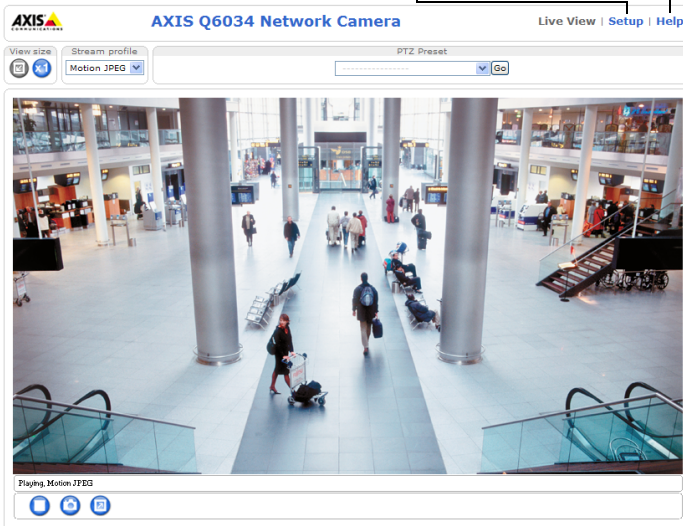 AXIS
COMMUNICATIONS
AXIS Q6034 Network Camera
Live View | Setup | Help
View size
Stream profile
PTZ Preset
x1
Motion JPEG
---------------
Go
Playing, Motion JPEG